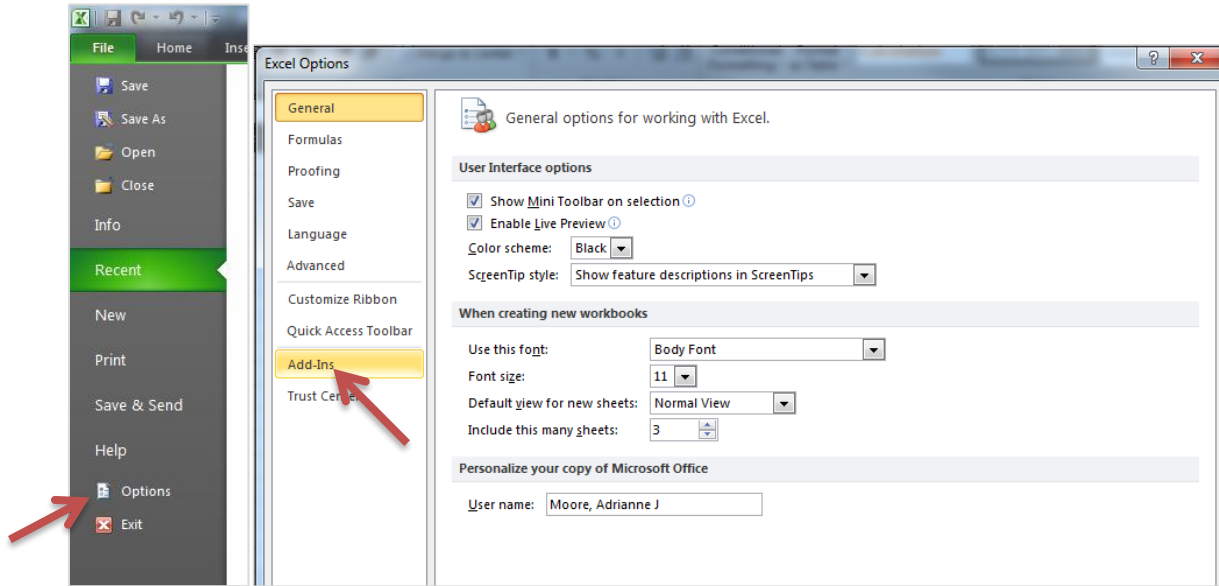 File Home Inse
Save
Save As
Open
Close
Info
Recent
New
Print
Save & Send
Help
Options
Exit
Excel Options
?
General
Formulas
Proofing
Save
Language
Advanced
Customize Ribbon
Quick Access Toolbar
Add-Ins
Trust Center
General options for working with Excel.
User Interface options
Show Mini Toolbar on selection
Enable Live Preview
Color scheme: Black
ScreenTip style: Show feature descriptions in ScreenTips
When creating new workbooks
Use this font: Body Font
Font size: 11
Default view for new sheets: Normal View
Include this many sheets: 3
Personalize your copy of Microsoft Office
User name: Moore, Adrianne J